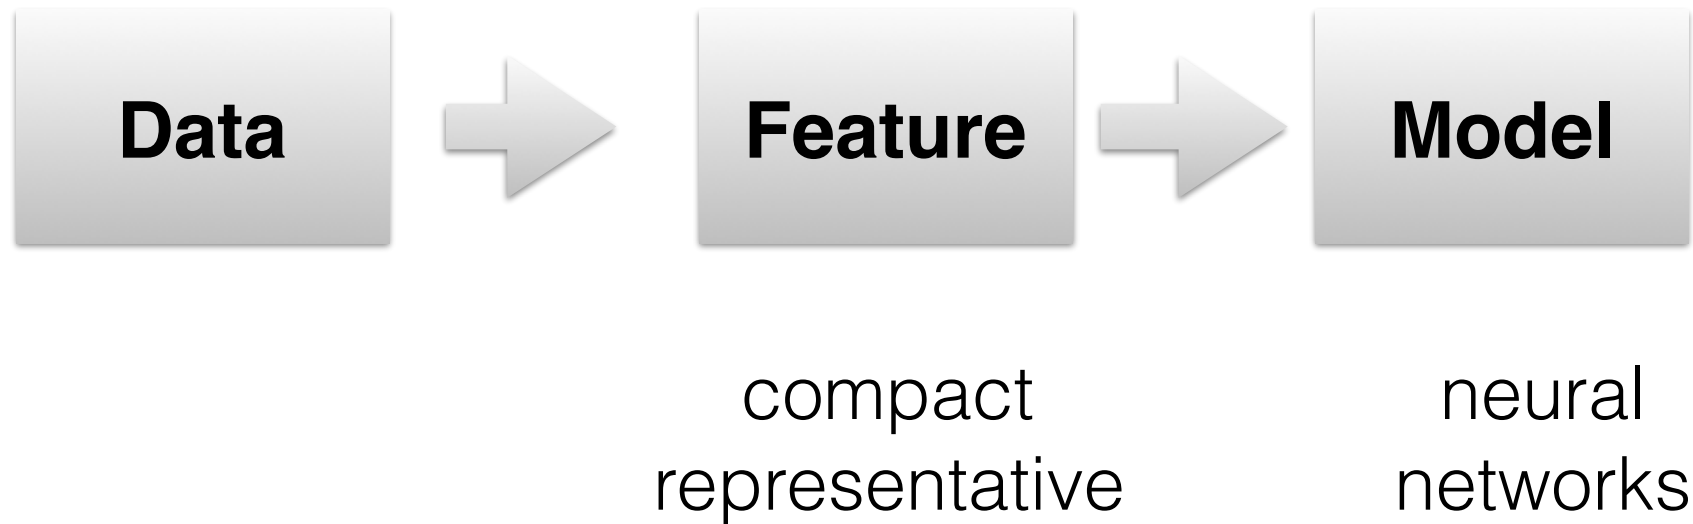 Data
Feature
Model
compact
representative
neural
networks